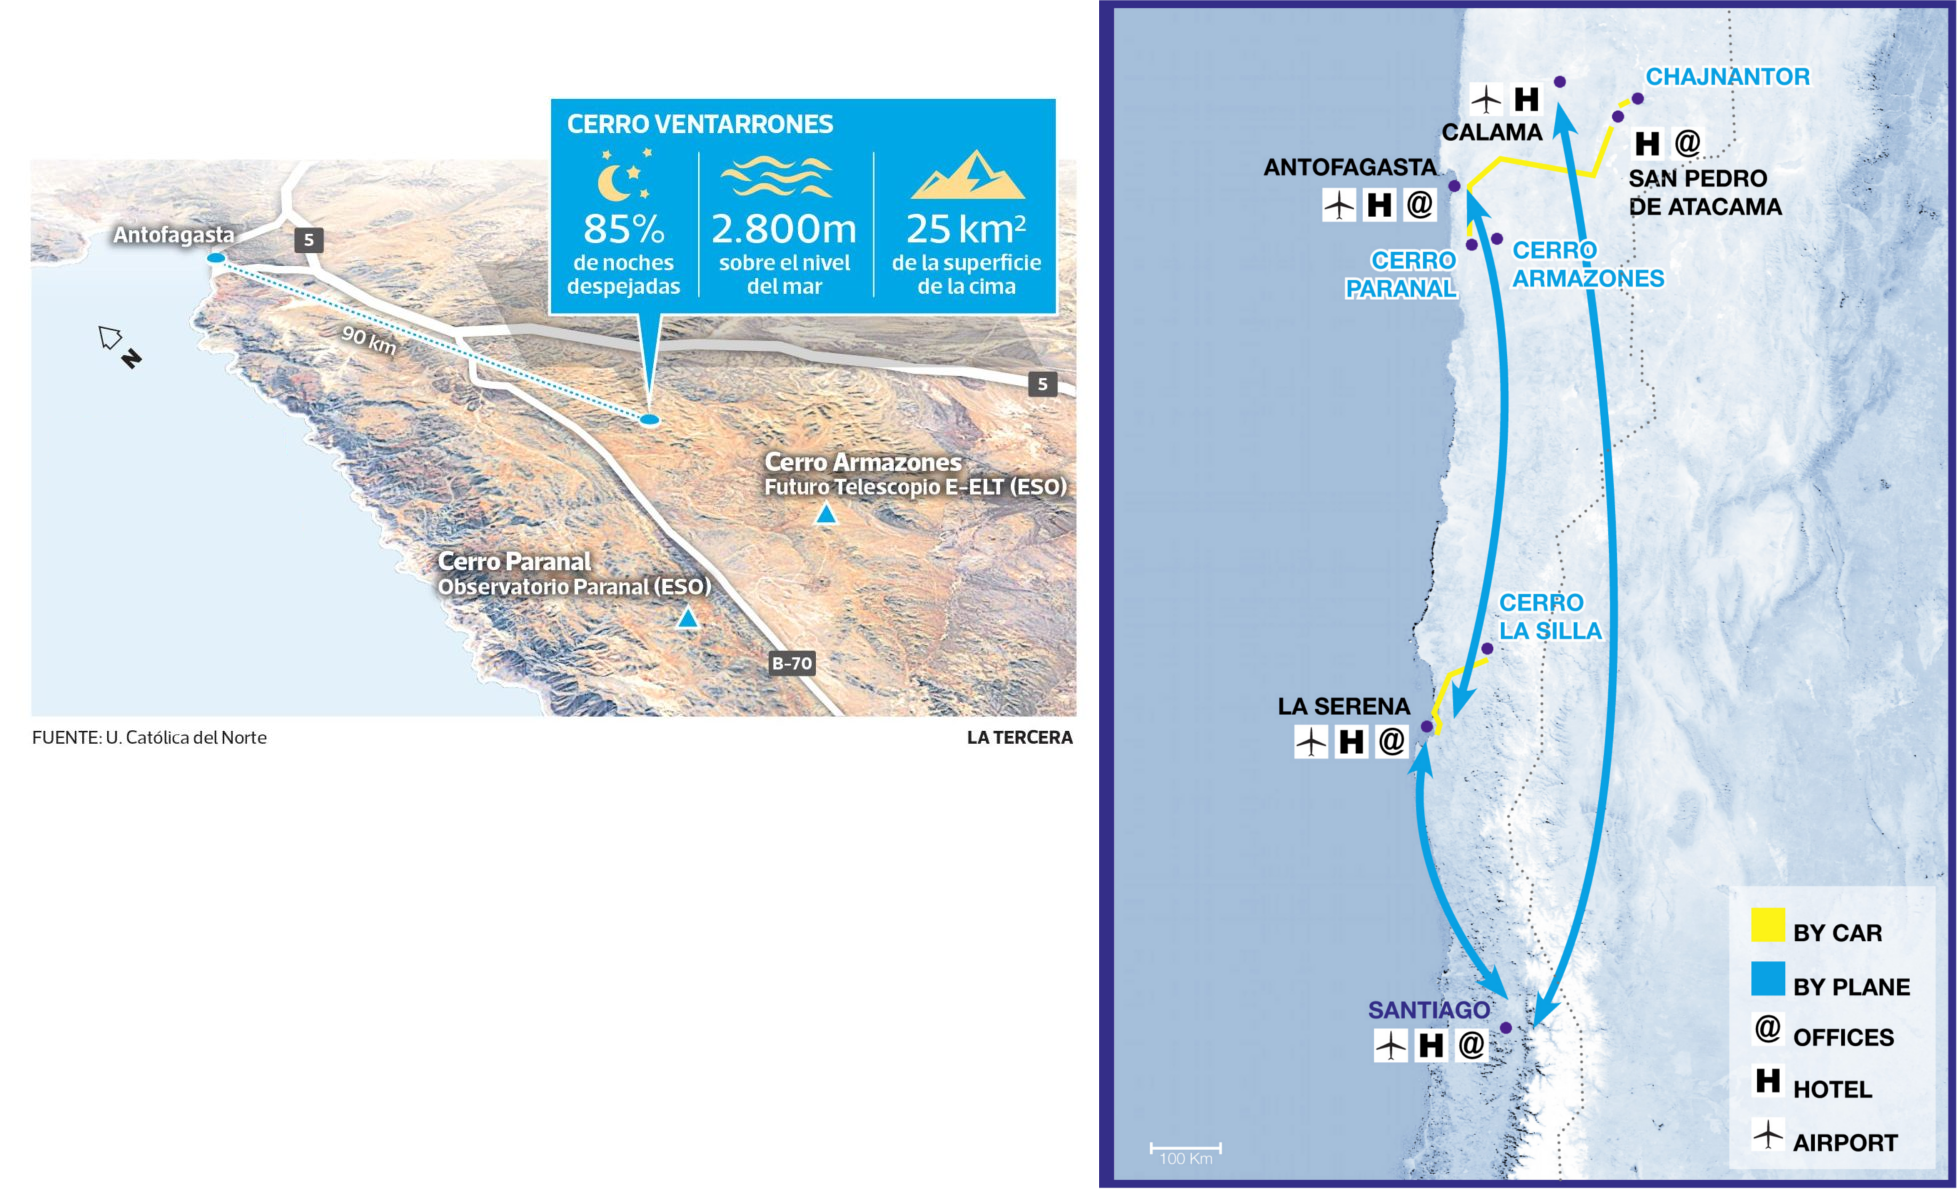 CERRO VENTARRONES
85%
de noches
despejadas
2.800m
sobre el nivel
del mar
25 km²
de la superficie
de la cima
Antofagasta
5
90 km
N
5
Cerro Armazones
Futuro Telescopio E-ELT (ESO)
Cerro Paranal
Observatorio Paranal (ESO)
B-70
FUENTE: U. Católica del Norte
LA TERCERA
CHAJNANTOR
H
CALAMA
H @
SAN PEDRO
DE ATACAMA
ANTOFAGASTA
H @
CERRO
PARANAL
CERRO
ARMAZONES
CERRO
LA SILLA
LA SERENA
H @
SANTIAGO
H @
BY CAR
BY PLANE
@ OFFICES
H HOTEL
AIRPORT
100 Km